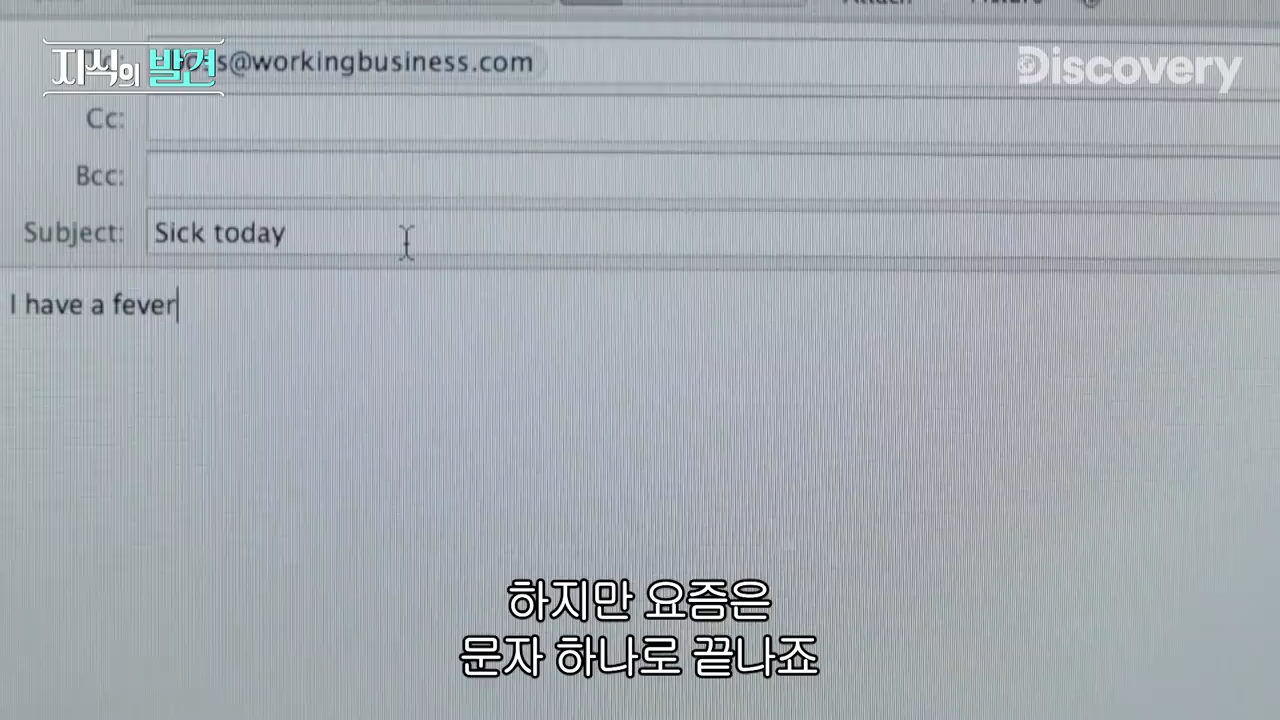 지식의 발견
Discovery
@workingbusiness.com
Cc:
Bcc:
Subject: Sick today
I have a fever
하지만 요즘은
문자 하나로 끝나죠